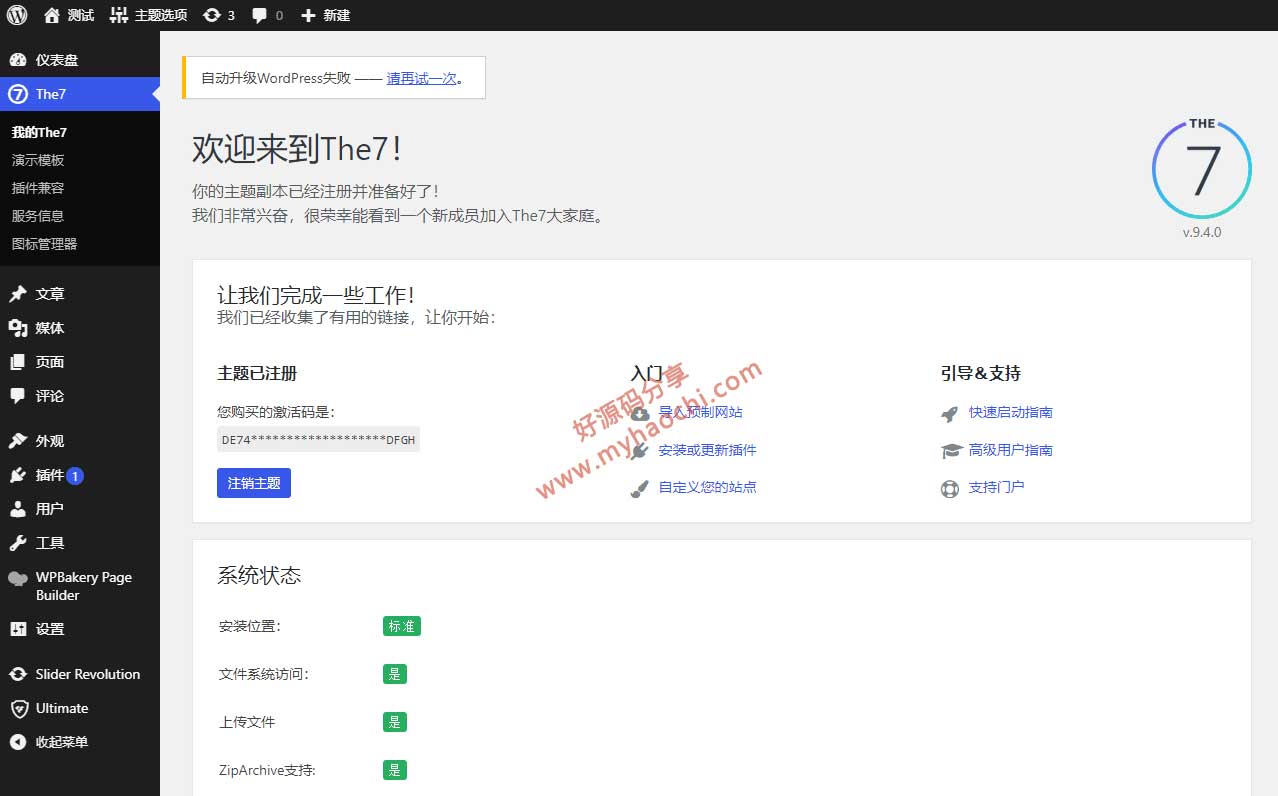 测试 主题选项 3 0 新建
仪表盘
The7
我的The7
演示模板
插件兼容
服务信息
图标管理器
文章
媒体
页面
评论
外观
插件 1
用户
工具
WPBakery Page
Builder
设置
Slider Revolution
Ultimate
收起菜单
自动升级WordPress失败 —— 请再试一次。
欢迎来到The7！
你的主题副本已经注册并准备好了！
我们非常兴奋，很荣幸能看到一个新成员加入The7大家庭。
THE
7
v.9.4.0
让我们完成一些工作！
我们已经收集了有用的链接，让你开始：
主题已注册
您购买的激活码是：
DE74*******************DFGH
注销主题
入门
导入预制网站
安装或更新插件
自定义您的站点
引导&支持
快速启动指南
高级用户指南
支持门户
好源码分享
www.myhaochi.com
系统状态
安装位置： 标准
文件系统访问： 是
上传文件 是
ZipArchive支持: 是